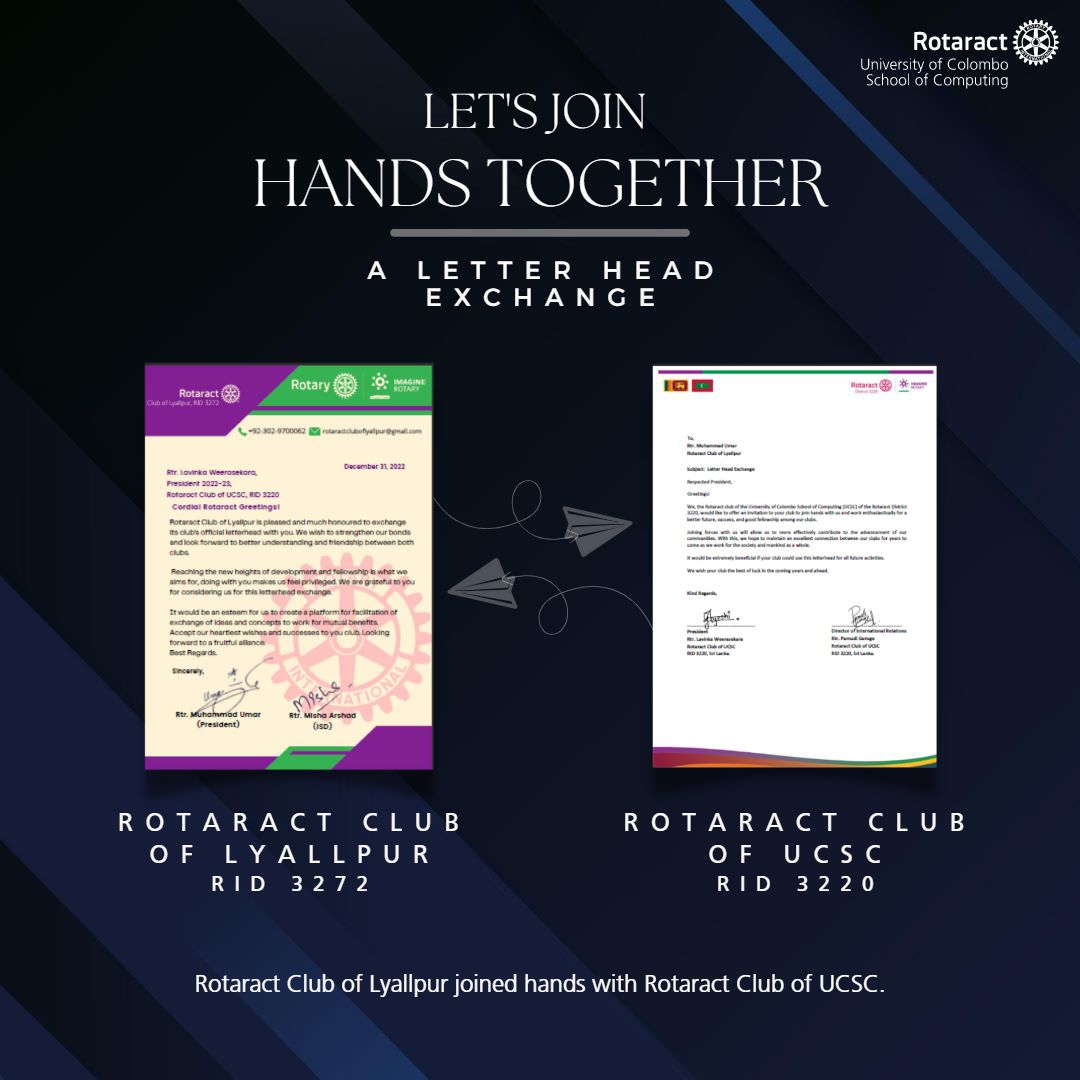 Rotaract
University of Colombo
School of Computing
LET'S JOIN
HANDS TOGETHER
A LETTER HEAD
EXCHANGE
Rotaract
Club of Lyallpur, RID 3272
Rotary
IMAGINE
ROTARY
+92-302-9700062 rotaractcluboflyallpur@gmail.com
December 31, 2022
Rtr. Lavinka Weerasekara,
President 2022-23,
Rotaract Club of UCSC, RID 3220
Cordial Rotaract Greetings!
Rotaract Club of Lyallpur is pleased and much honoured to exchange
its club's official letterhead with you. We wish to strengthen our bonds
and look forward to better understanding and friendship between both
clubs.
Reaching the new heights of development and fellowship is what we
aims for, doing with you makes us feel privileged. We are grateful to you
for considering us for this letterhead exchange.
It would be an esteem for us to create a platform for facilitation of
exchange of ideas and concepts to work for mutual benefits.
Accept our heartiest wishes and successes to you club. Looking
forward to a fruitful alliance.
Best Regards.
Sincerely,
INTERNATIONAL
Misha
Rtr. Muhammad Umar
(President)
Rtr. Misha Arshad
(ISD)
Rotaract
District 3220
IMAGINE
ROTARY
To,
Rtr. Muhammad Umar
Rotaract Club of Lyallpur
Subject: Letter Head Exchange
Respected President,
Greetings!
We, the Rotaract club of the University of Colombo School of Computing (UCSC) of the Rotaract District
3220, would like to offer an invitation to your club to join hands with us and work enthusiastically for a
better future, success, and good fellowship among our clubs.
Joining forces with us will allow us to more effectively contribute to the advancement of our
communities. With this, we hope to maintain an excellent connection between our clubs for years to
come as we work for the society and mankind as a whole.
It would be extremely beneficial if your club could use this letterhead for all future activities.
We wish your club the best of luck in the coming years and ahead.
Kind Regards,
President
Rtr. Lavinka Weerasekara
Rotaract Club of UCSC
RID 3220, Sri Lanka.
Director of International Relations
Rtr. Pamudi Guruge
Rotaract Club of UCSC
RID 3220, Sri Lanka.
ROTARACT CLUB
OF LYALLPUR
RID 3272
ROTARACT CLUB
OF UCSC
RID 3220
Rotaract Club of Lyallpur joined hands with Rotaract Club of UCSC.